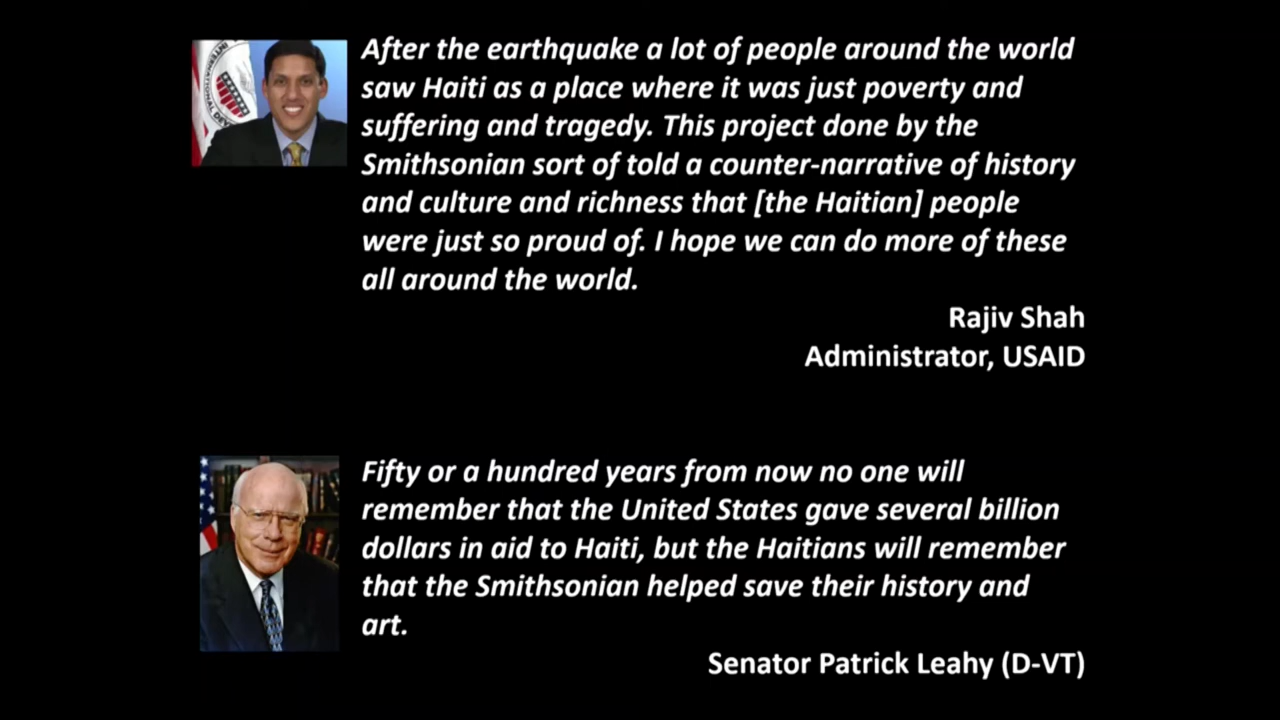 After the earthquake a lot of people around the world
saw Haiti as a place where it was just poverty and
suffering and tragedy. This project done by the
Smithsonian sort of told a counter-narrative of history
and culture and richness that [the Haitian] people
were just so proud of. I hope we can do more of these
all around the world.
Rajiv Shah
Administrator, USAID
Fifty or a hundred years from now no one will
remember that the United States gave several billion
dollars in aid to Haiti, but the Haitians will remember
that the Smithsonian helped save their history and
art.
Senator Patrick Leahy (D-VT)